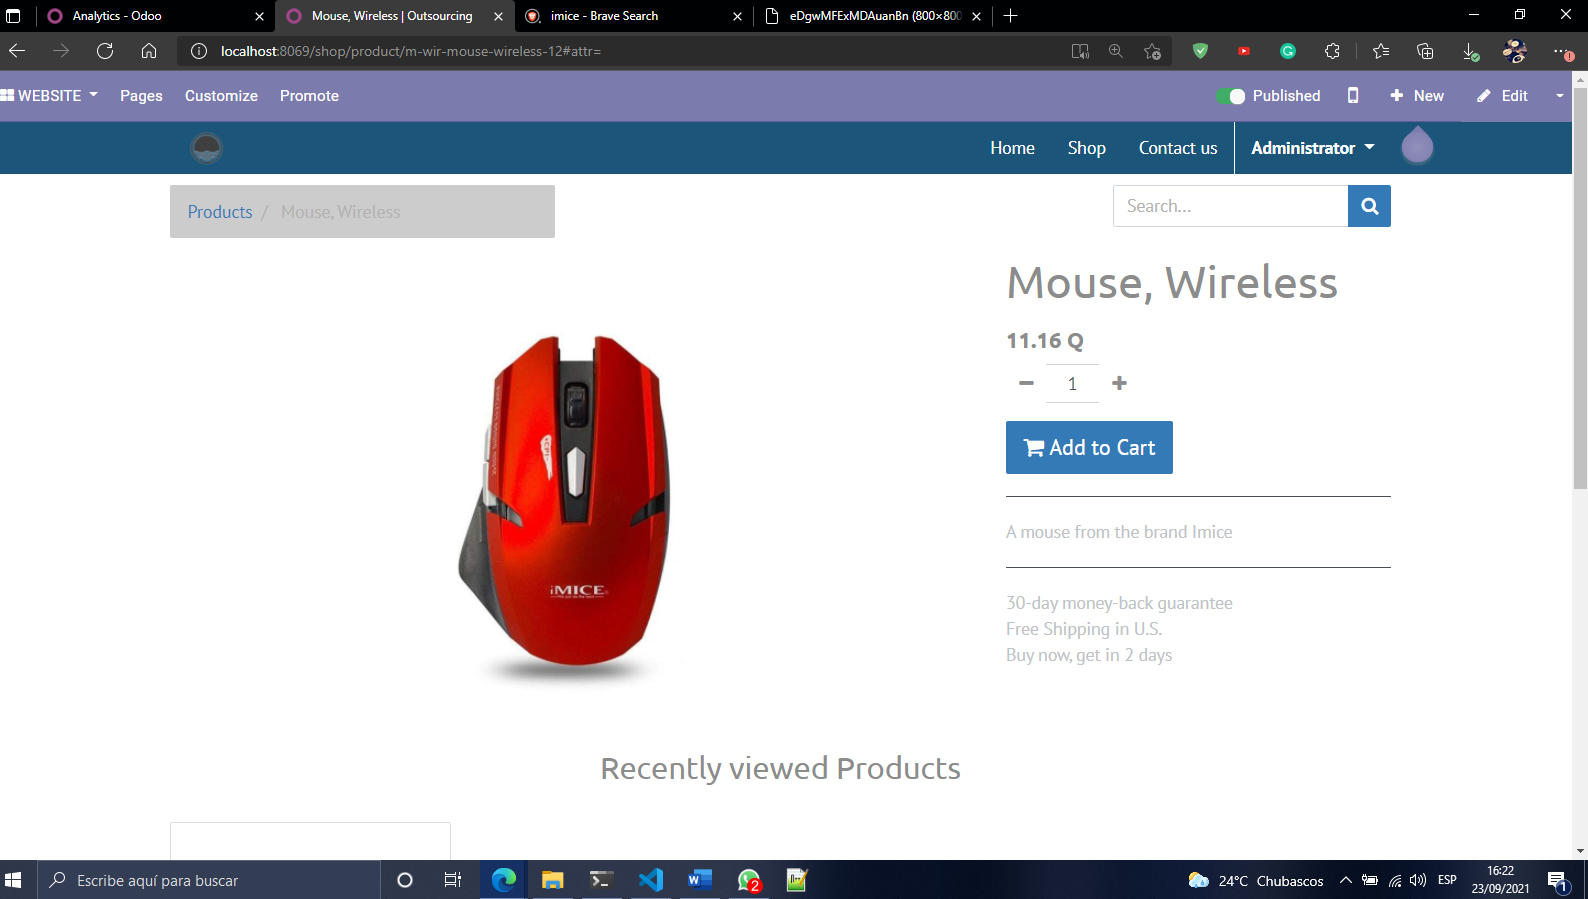 Analytics - Odoo
Mouse, Wireless | Outsourcing
imice - Brave Search
eDgwMFExMDAuanBn (800×800
localhost:8069/shop/product/m-wir-mouse-wireless-12#attr=
WEBSITE
Pages
Customize
Promote
Published
New
Edit
Home
Shop
Contact us
Administrator
Products / Mouse, Wireless
Search...
Mouse, Wireless
11.16 Q
1
Add to Cart
A mouse from the brand Imice
30-day money-back guarantee
Free Shipping in U.S.
Buy now, get in 2 days
iMICE
Recently viewed Products
Escribe aquí para buscar
2
24°C Chubascos
ESP
16:22
23/09/2021
1